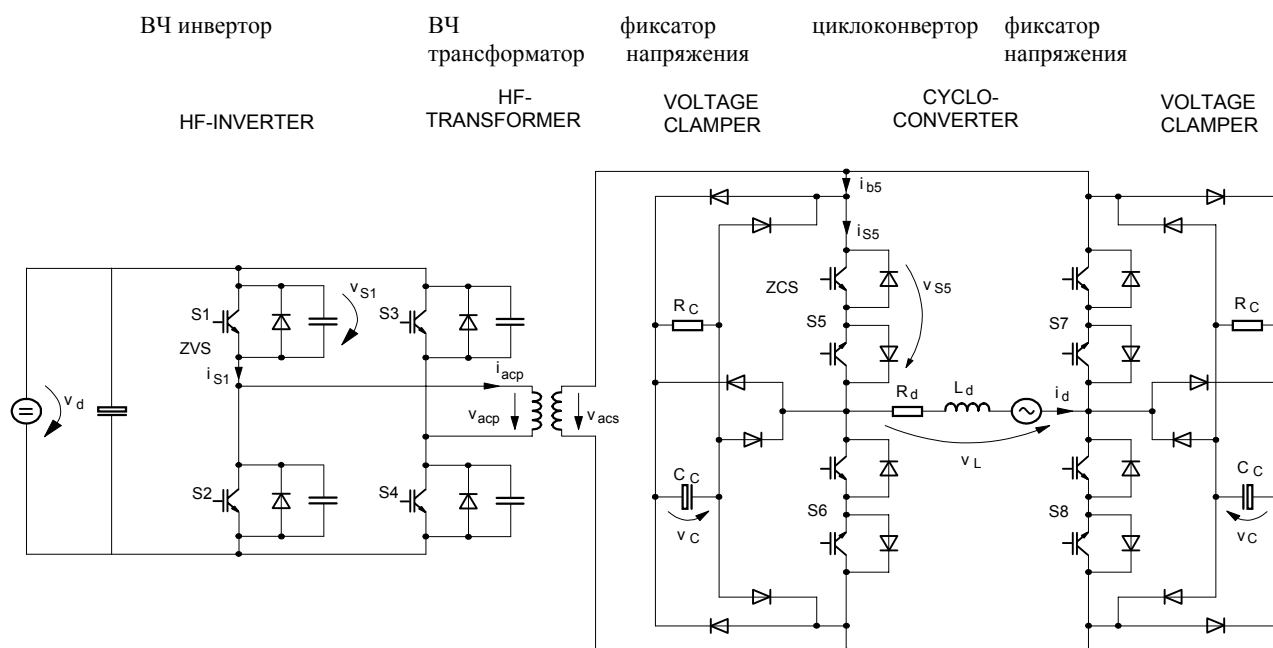 ВЧ инвертор
ВЧ
трансформатор
фиксатор
напряжения
циклоконвертор
фиксатор
напряжения
HF-INVERTER
HF-
TRANSFORMER
VOLTAGE
CLAMPER
CYCLO-
CONVERTER
VOLTAGE
CLAMPER
i b5
i S5
v S1
S1
ZVS
i S1
S3
ZCS
v S5
S5
S7
R C
R C
v d
i acp
v acp
v acs
R d
L d
i d
v L
S2
S4
C C
v C
S6
S8
C C
v C